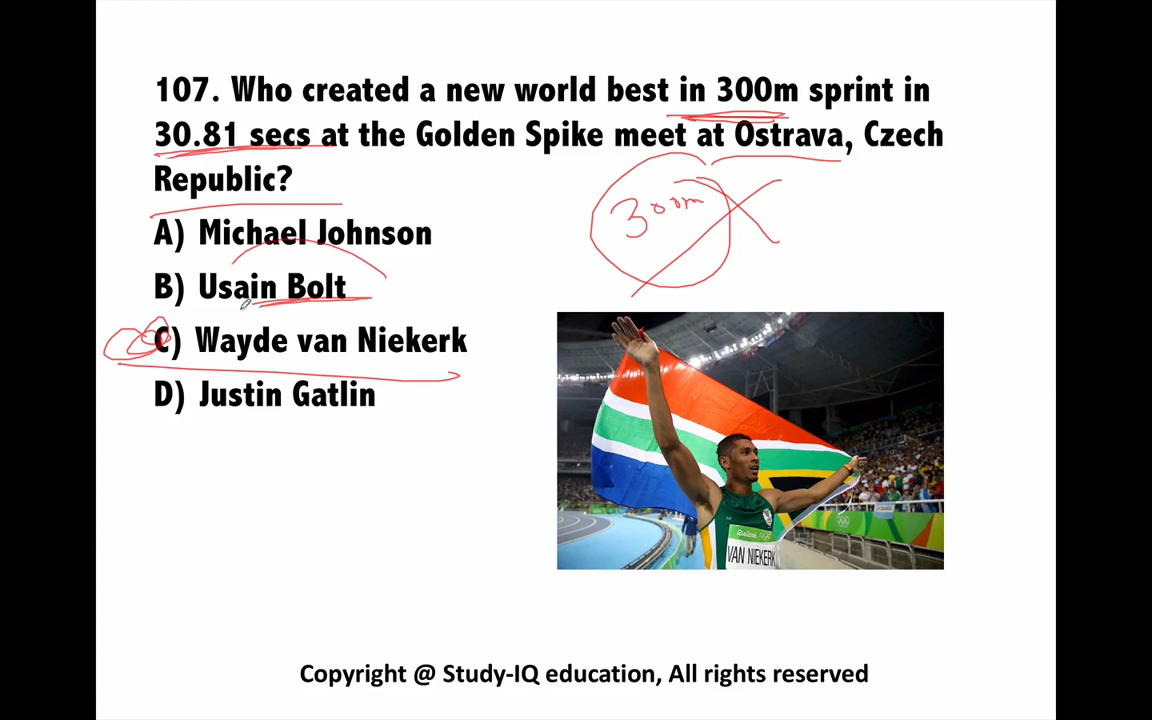 107. Who created a new world best in 300m sprint in
30.81 secs at the Golden Spike meet at Ostrava, Czech
Republic?
300m
A) Michael Johnson
B) Usain Bolt
C) Wayde van Niekerk
D) Justin Gatlin
VAN NIEKERK
Copyright @ Study-IQ education, All rights reserved